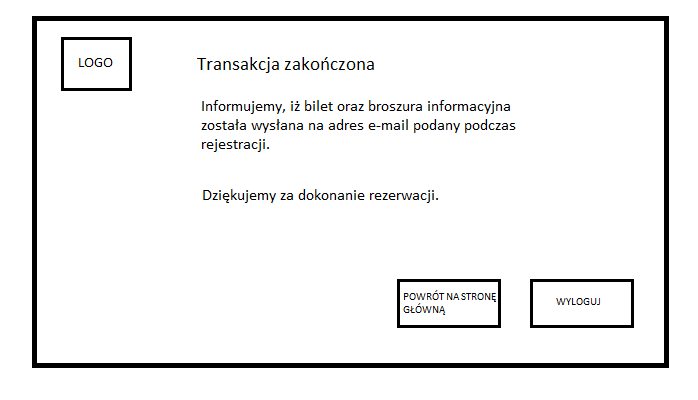 LOGO
Transakcja zakończona
Informujemy, iż bilet oraz broszura informacyjna
została wysłana na adres e-mail podany podczas
rejestracji.
Dziękujemy za dokonanie rezerwacji.
POWRÓT NA STRONĘ
GŁÓWNĄ
WYLOGUJ